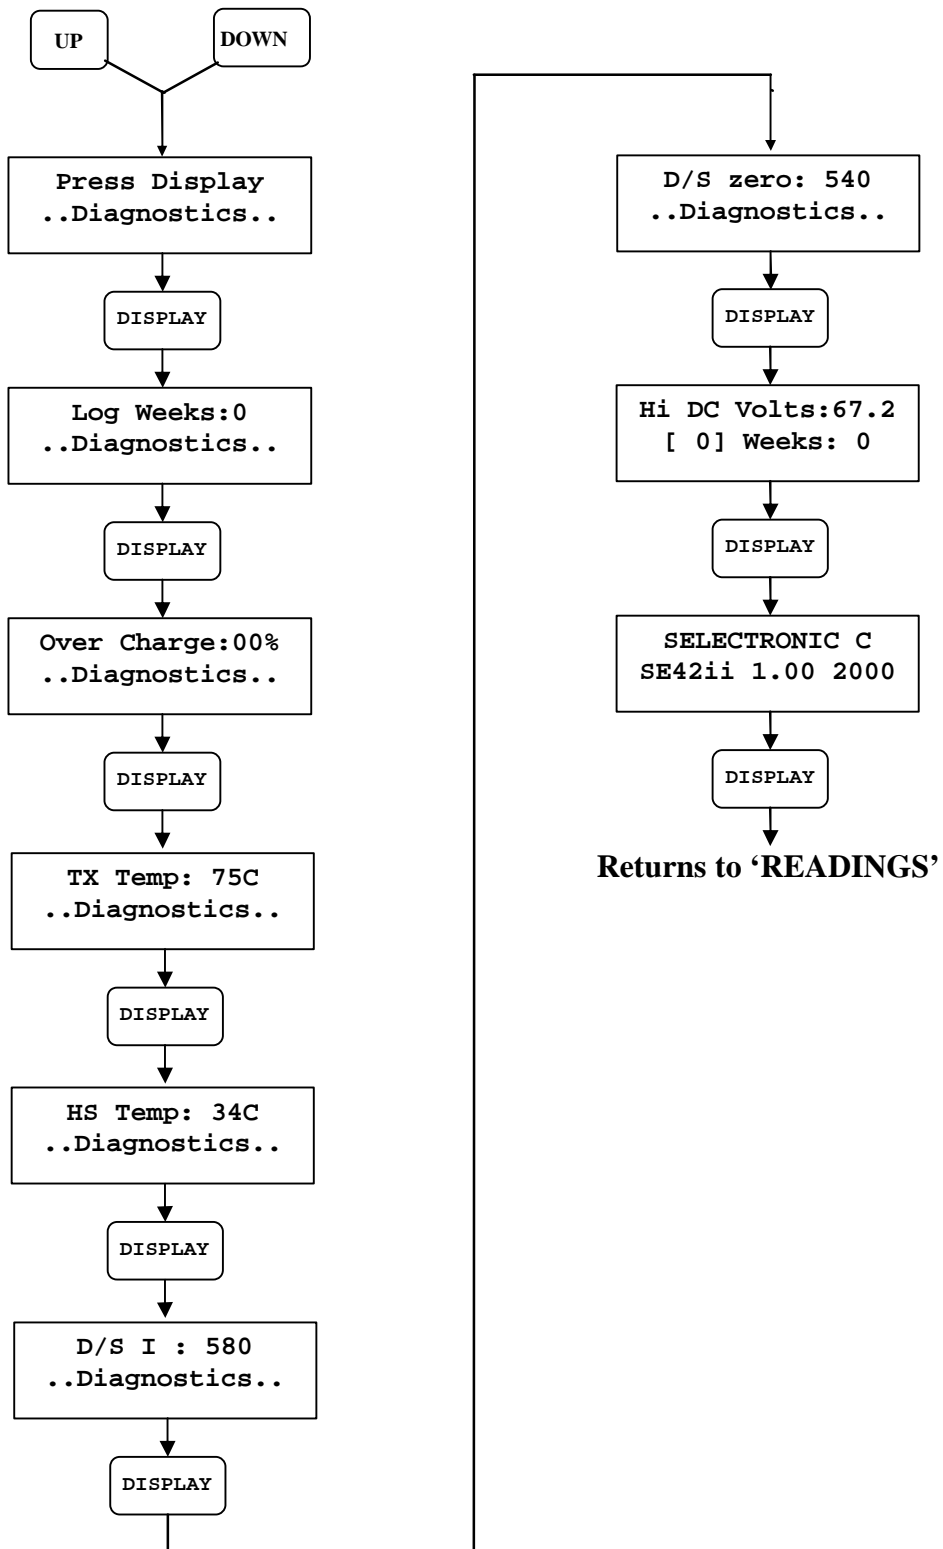 UP
DOWN
Press Display
..Diagnostics..
DISPLAY
Log Weeks:0
..Diagnostics..
DISPLAY
Over Charge:00%
..Diagnostics..
DISPLAY
TX Temp: 75C
..Diagnostics..
DISPLAY
HS Temp: 34C
..Diagnostics..
DISPLAY
D/S I : 580
..Diagnostics..
DISPLAY
D/S zero: 540
..Diagnostics..
DISPLAY
Hi DC Volts:67.2
[ 0] Weeks: 0
DISPLAY
SELECTRONIC C
SE42ii 1.00 2000
DISPLAY
Returns to ‘READINGS’